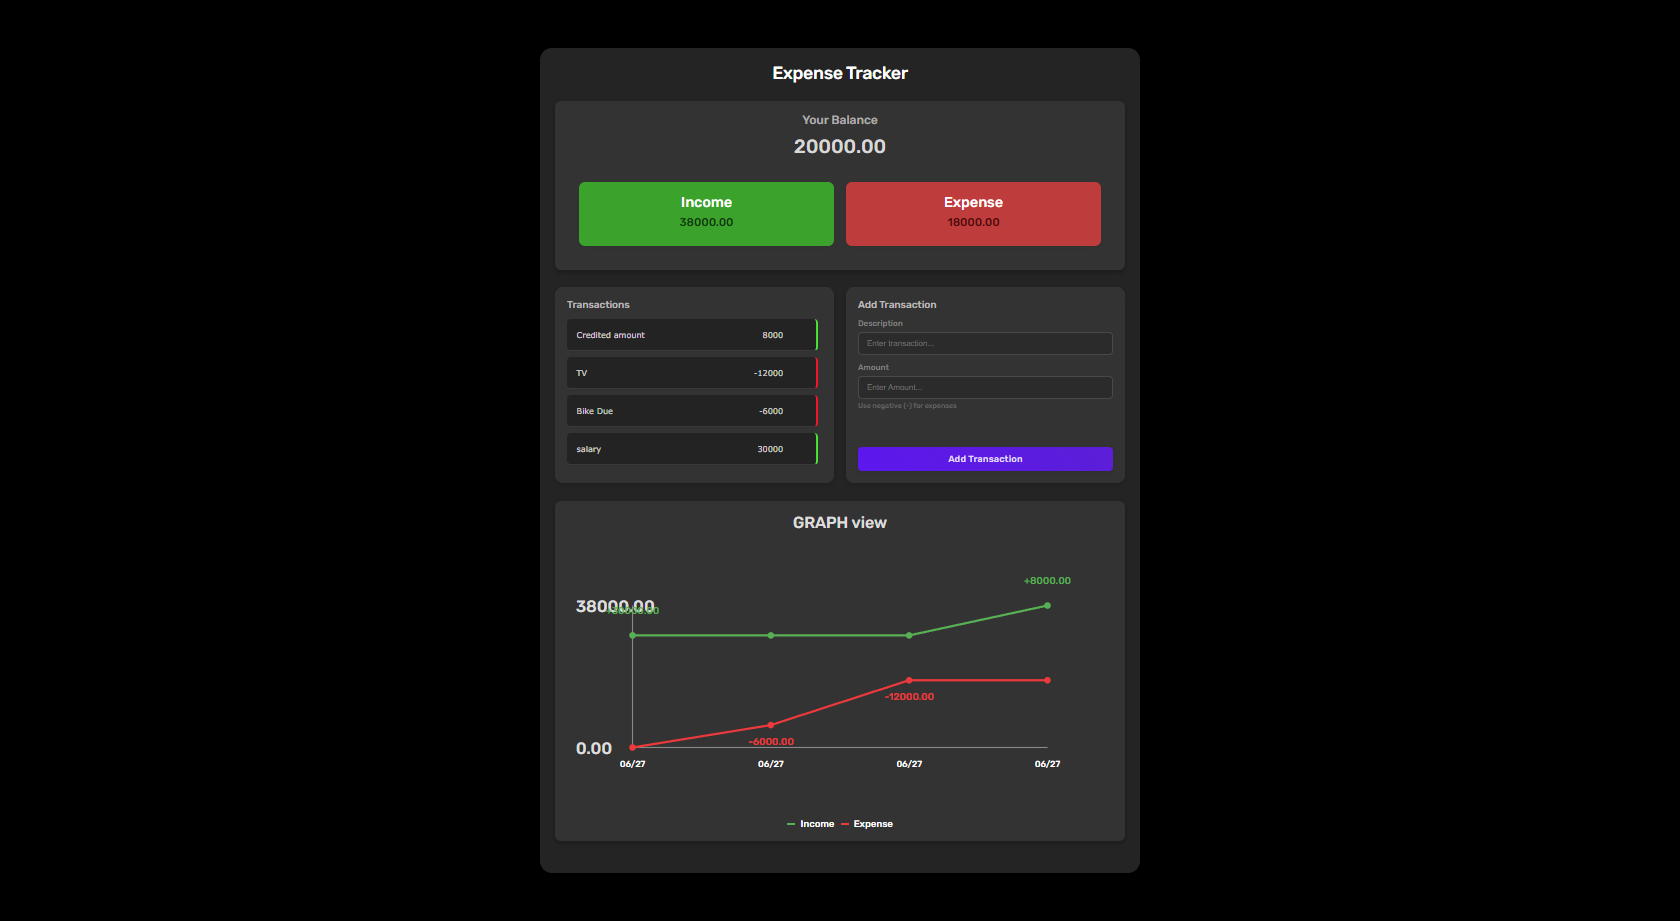 Expense Tracker
Your Balance
20000.00
Income
38000.00
Expense
18000.00
Transactions
Credited amount 8000
TV -12000
Bike Due -6000
salary 30000
Add Transaction
Description
Enter transaction...
Amount
Enter Amount...
Use negative (-) for expenses
Add Transaction
GRAPH view
+8000.00
38000.00
+30000.00
-12000.00
-6000.00
0.00
06/27 06/27 06/27 06/27
Income Expense